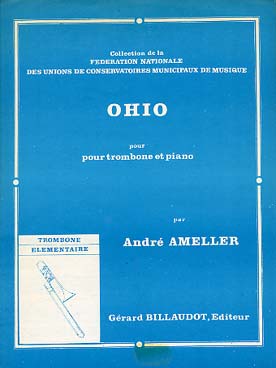 Collection de la
FEDERATION NATIONALE
DES UNIONS DE CONSERVATOIRES MUNICIPAUX DE MUSIQUE
OHIO
pour
pour trombone et piano
par
André AMELLER
TROMBONE
ELEMENTAIRE
Gérard BILLAUDOT, Editeur